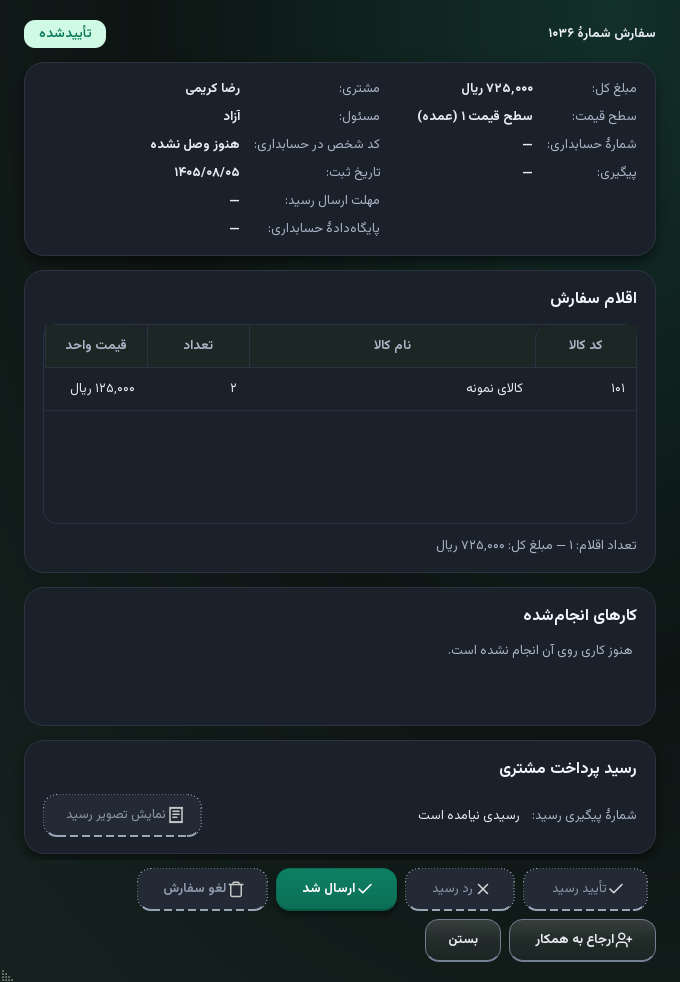 سفارش شمارهٔ ۱۰۳۶
تأییدشده
مبلغ کل: ۷۲۵,۰۰۰ ریال مشتری: رضا کریمی
سطح قیمت: سطح قیمت ۱ (عمده) مسئول: آزاد
شمارهٔ حسابداری: — کد شخص در حسابداری: هنوز وصل نشده
پیگیری: — تاریخ ثبت: ۱۴۰۵/۰۸/۰۵
مهلت ارسال رسید: —
پایگاه‌دادهٔ حسابداری: —
اقلام سفارش
کد کالا نام کالا تعداد قیمت واحد
۱۰۱ کالای نمونه ۲ ۱۲۵,۰۰۰ ریال
تعداد اقلام: ۱ — مبلغ کل: ۷۲۵,۰۰۰ ریال
کارهای انجام‌شده
هنوز کاری روی آن انجام نشده است.
رسید پرداخت مشتری
شمارهٔ پیگیری رسید: رسیدی نیامده است نمایش تصویر رسید
تأیید رسید رد رسید ارسال شد لغو سفارش
ارجاع به همکار بستن